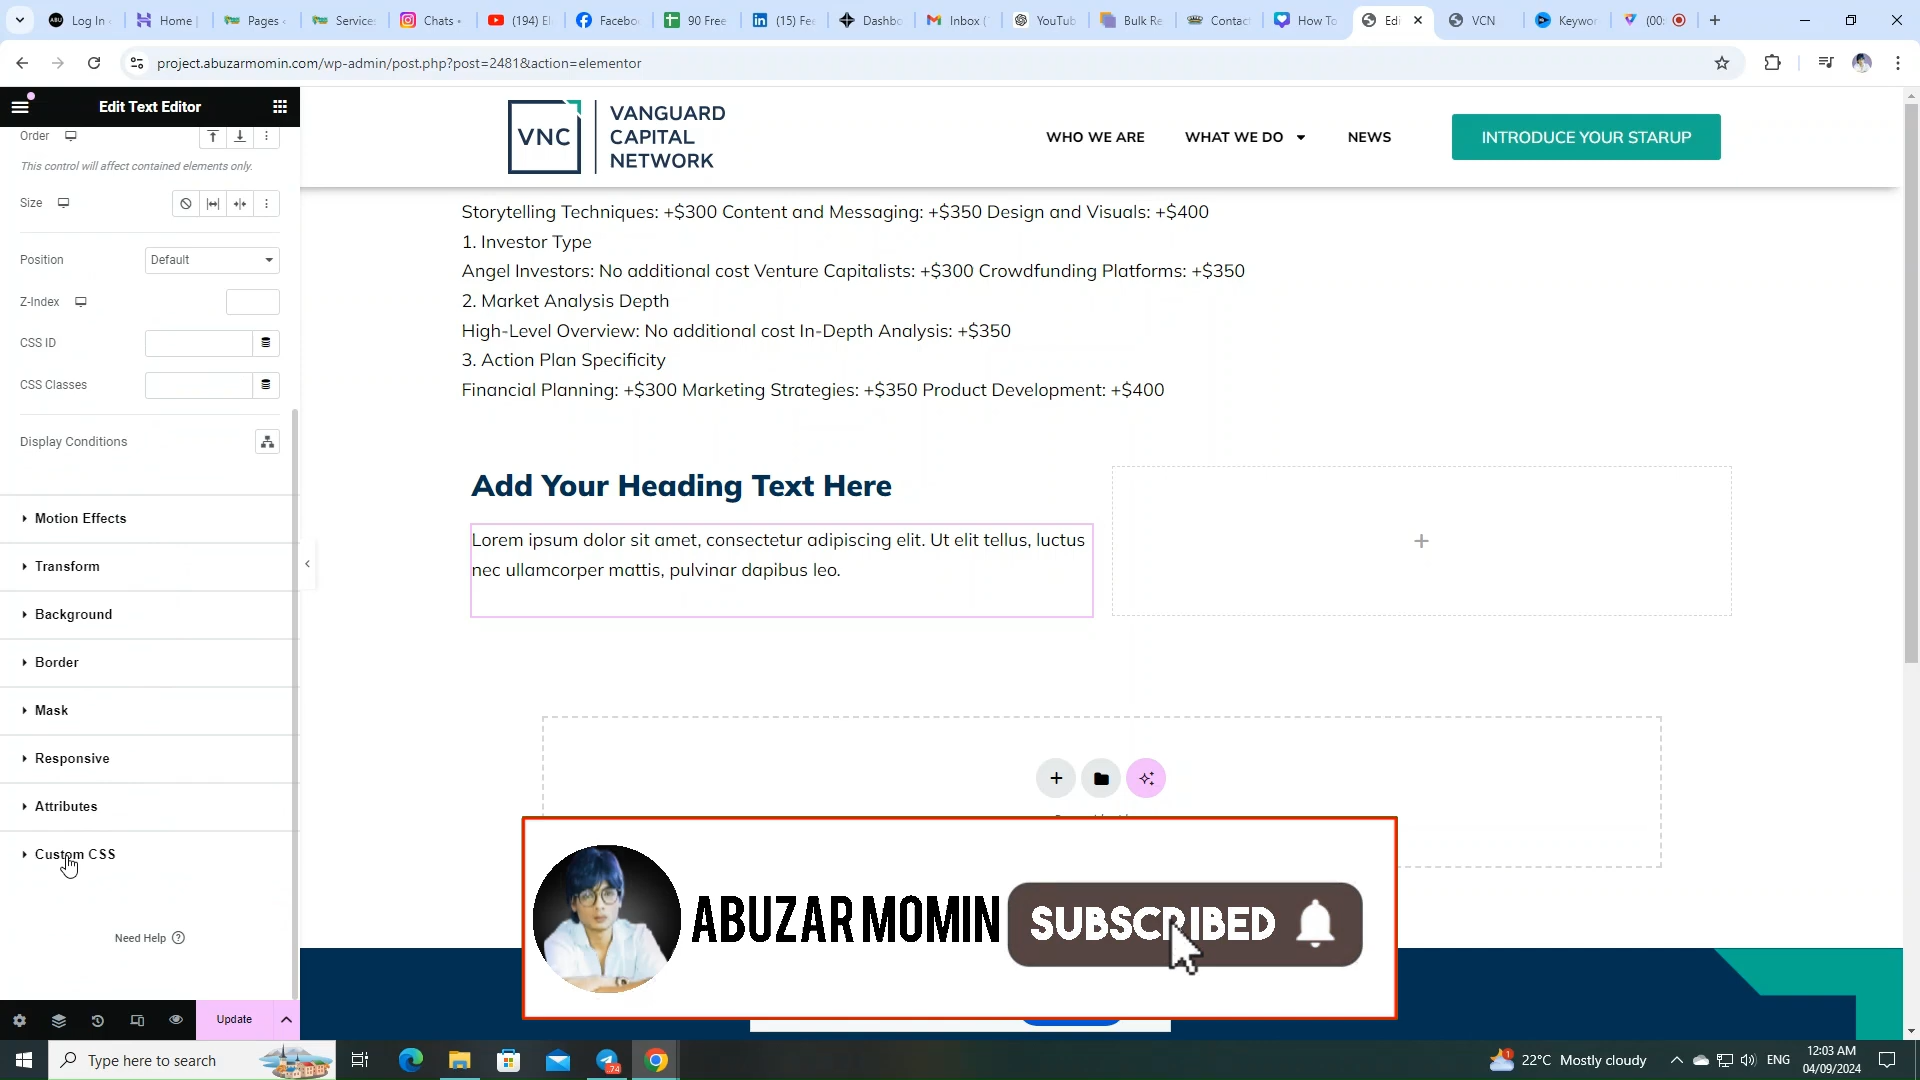 Log In
Home
Pages
Service
Chats
(194) El
Facebo
90 Free
(15) Fee
Dashbo
Inbox (
YouTub
Bulk Re
Contac
How To
Edi
VCN
Keywor
(00:
project.abuzarmomin.com/wp-admin/post.php?post=2481&action=elementor
Edit Text Editor
Order
This control will affect contained elements only.
Size
Position
Default
Z-Index
CSS ID
CSS Classes
Display Conditions
Motion Effects
Transform
Background
Border
Mask
Responsive
Attributes
Custom CSS
Need Help
Update
VNC
VANGUARD
CAPITAL
NETWORK
WHO WE ARE
WHAT WE DO
NEWS
INTRODUCE YOUR STARUP
Storytelling Techniques: +$300 Content and Messaging: +$350 Design and Visuals: +$400
1. Investor Type
Angel Investors: No additional cost Venture Capitalists: +$300 Crowdfunding Platforms: +$350
2. Market Analysis Depth
High-Level Overview: No additional cost In-Depth Analysis: +$350
3. Action Plan Specificity
Financial Planning: +$300 Marketing Strategies: +$350 Product Development: +$400
Add Your Heading Text Here
Lorem ipsum dolor sit amet, consectetur adipiscing elit. Ut elit tellus, luctus
nec ullamcorper mattis, pulvinar dapibus leo.
ABUZAR MOMIN
SUBSCRIBED
Type here to search
74
1
22°C Mostly cloudy
ENG
12:03 AM
04/09/2024